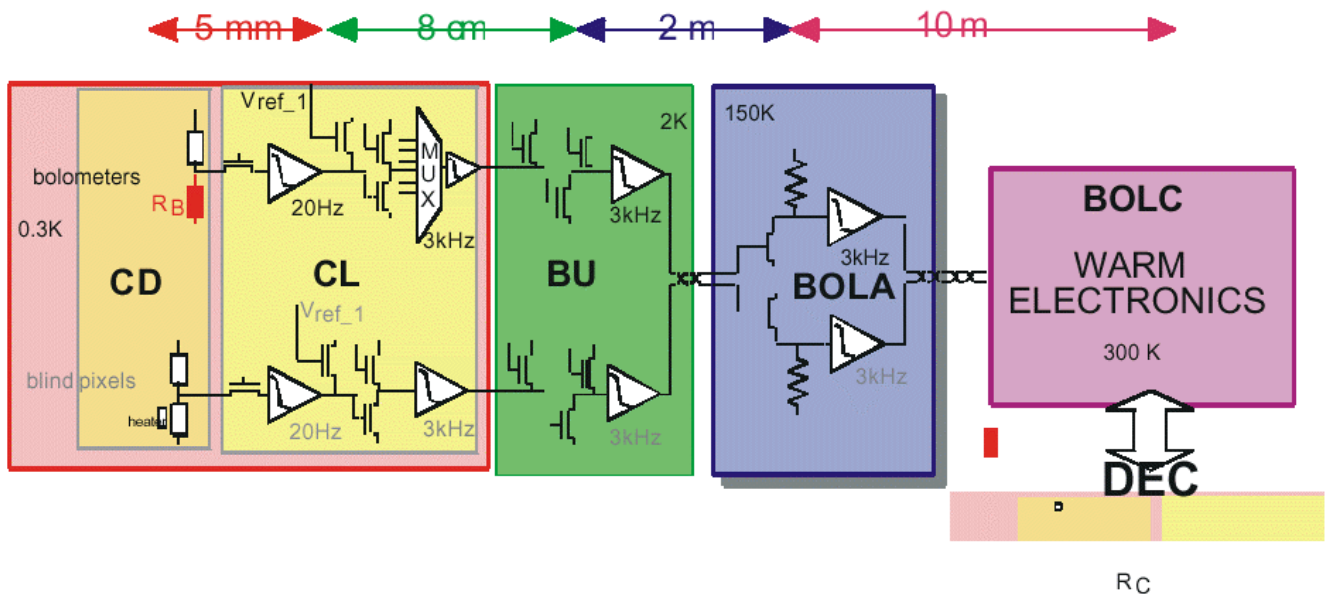 5 mm
8 cm
2 m
10 m
Vref_1
2K
150K
MUX
bolometers
RB
20Hz
3kHz
3kHz
0.3K
3kHz
CD
CL
BU
BOLA
BOLC
WARM
ELECTRONICS
300 K
Vref_1
blind pixels
heater
20Hz
3kHz
3kHz
3kHz
DEC
RC